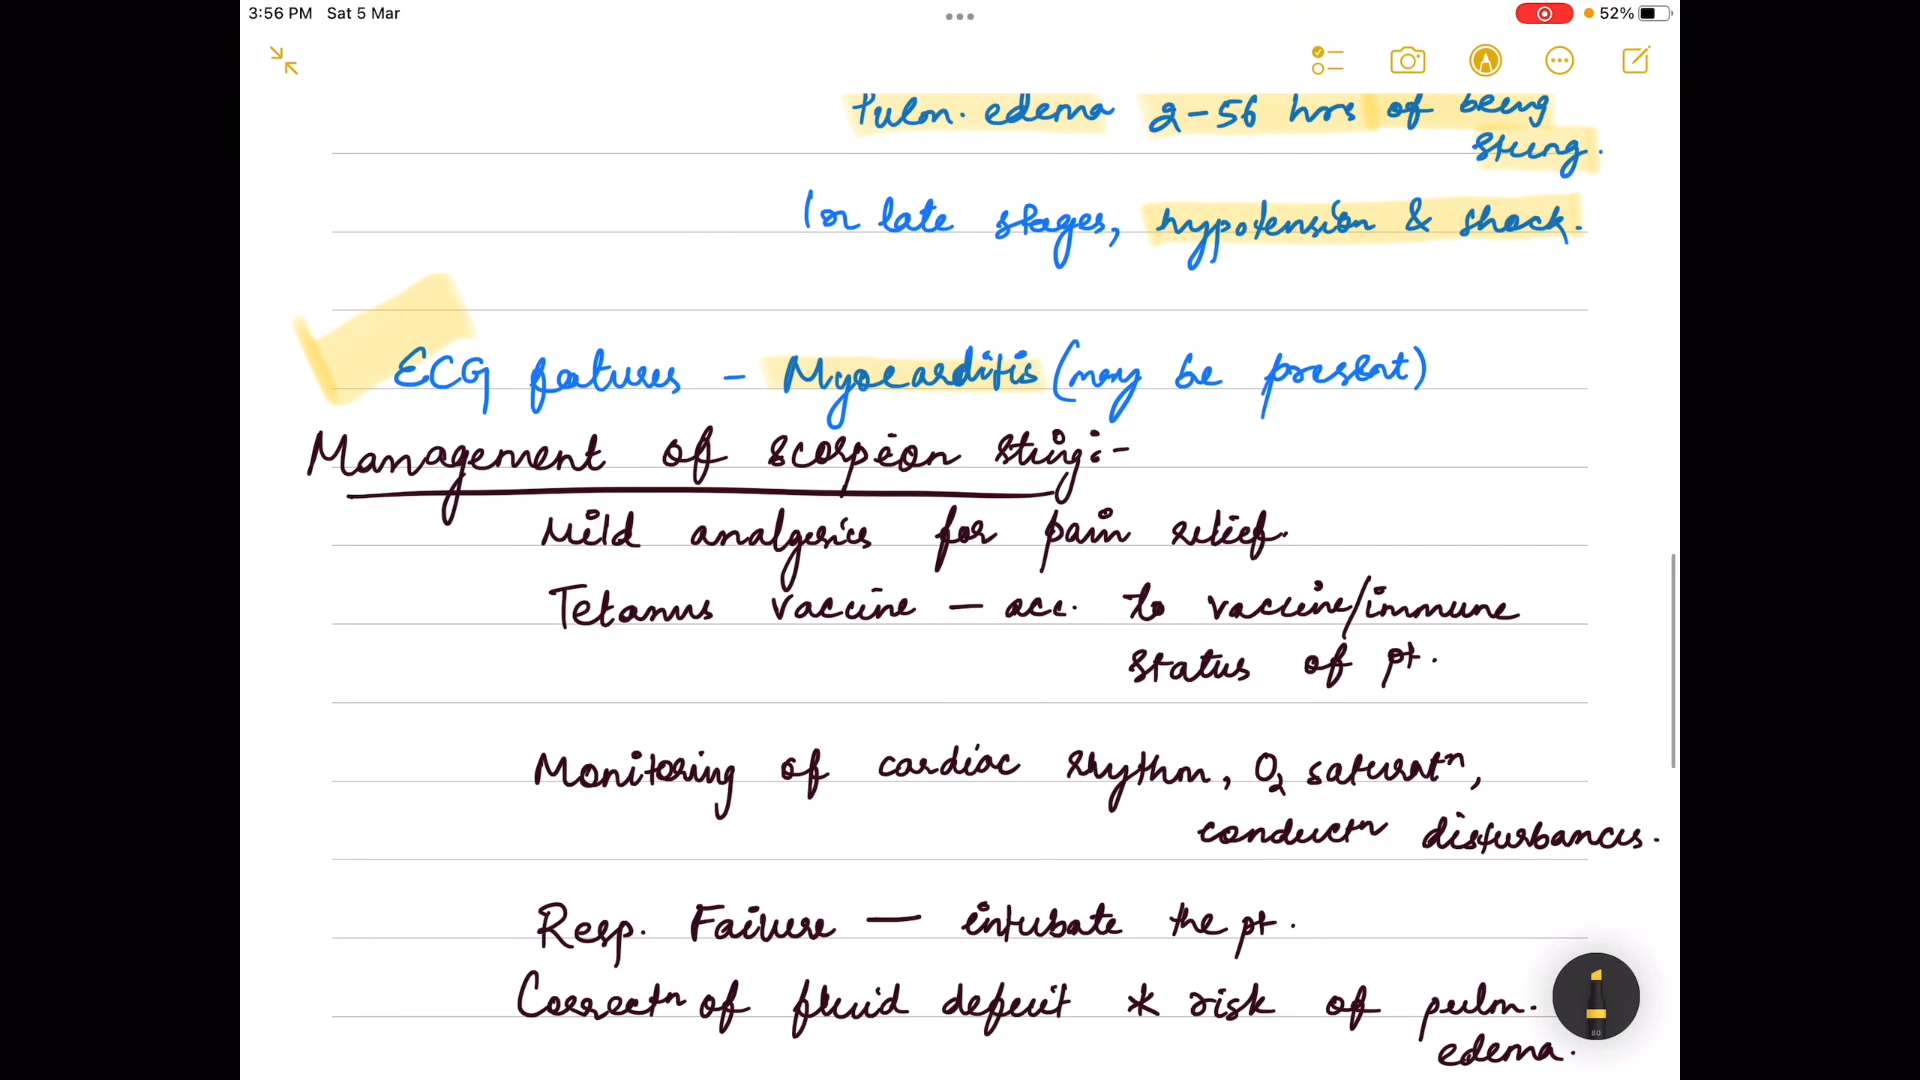 3:56 PM Sat 5 Mar
52%
Pulm. edema 2-56 hrs of being
stung.
In late stages, hypotension & shock.
ECG features - Myocarditis (may be present)
Management of scorpion sting:-
Mild analgesics for pain relief.
Tetanus vaccine - acc. to vaccine/immune
status of pt.
Monitoring of cardiac rhythm, O2 saturatn,
conductn disturbances.
Resp. Failure — intubate the pt.
Correctn of fluid deficit * risk of pulm.
edema.
80